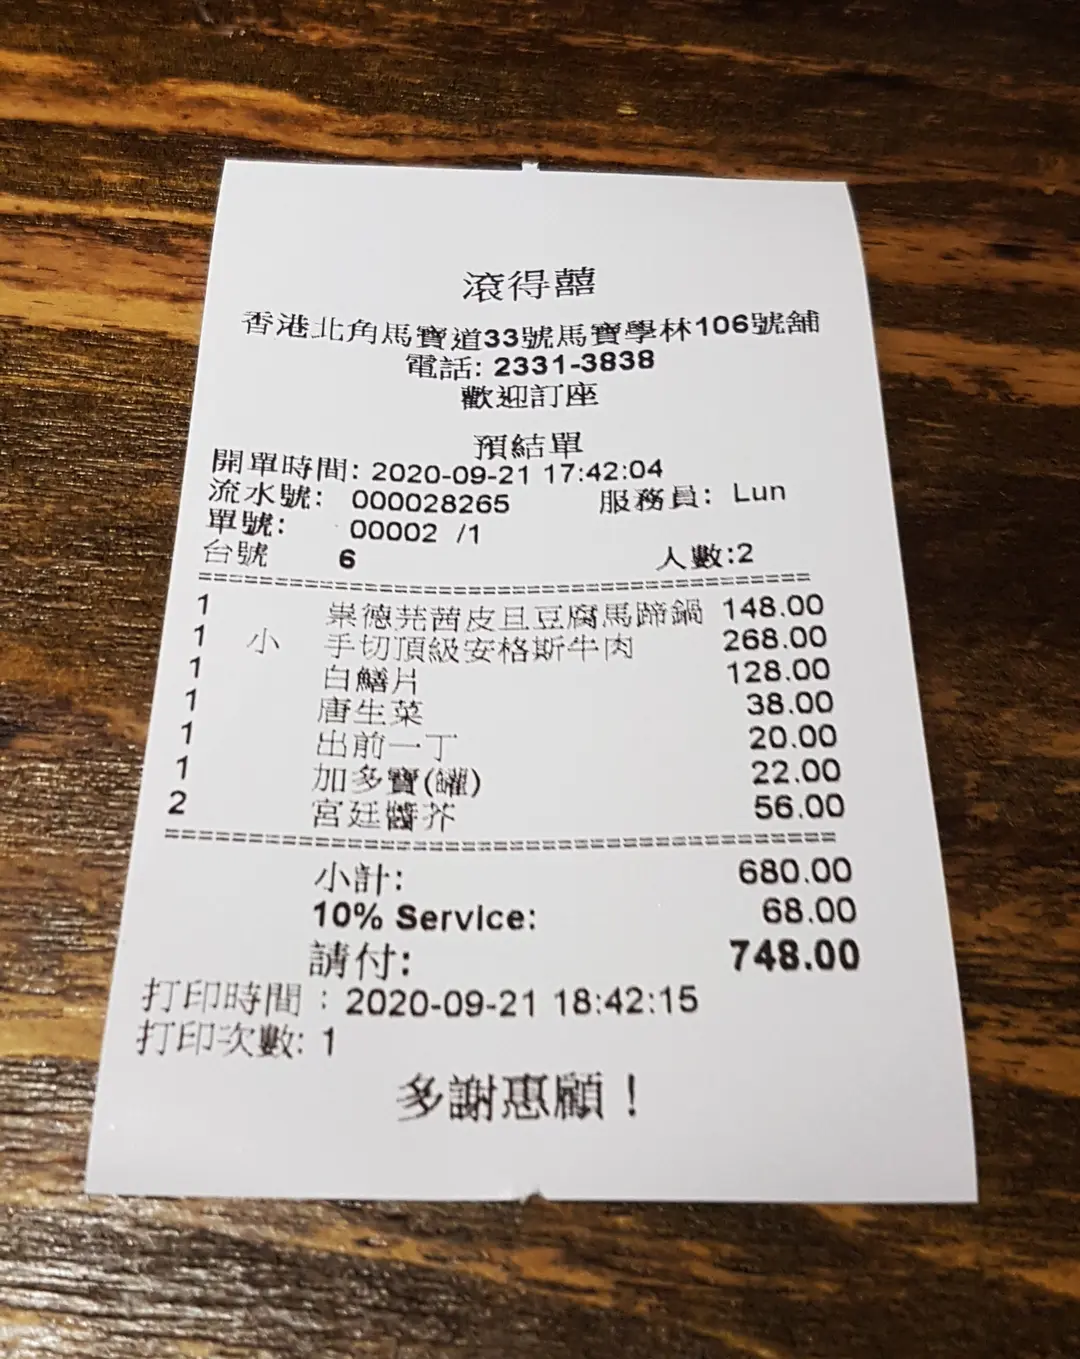 滾得囍
香港北角馬寶道33號馬寶學林106號舖
電話: 2331-3838
歡迎訂座
預結單
開單時間: 2020-09-21 17:42:04
流水號: 000028265 服務員: Lun
單號: 00002 /1
台號 6 人數:2
==================================
1 崇德芫茜皮旦豆腐馬蹄鍋 148.00
1 小 手切頂級安格斯牛肉 268.00
1 白鱔片 128.00
1 唐生菜 38.00
1 出前一丁 20.00
1 加多寶(罐) 22.00
2 宮廷醬芥 56.00
==================================
小計: 680.00
10% Service: 68.00
請付: 748.00
打印時間 : 2020-09-21 18:42:15
打印次數: 1
多謝惠顧！